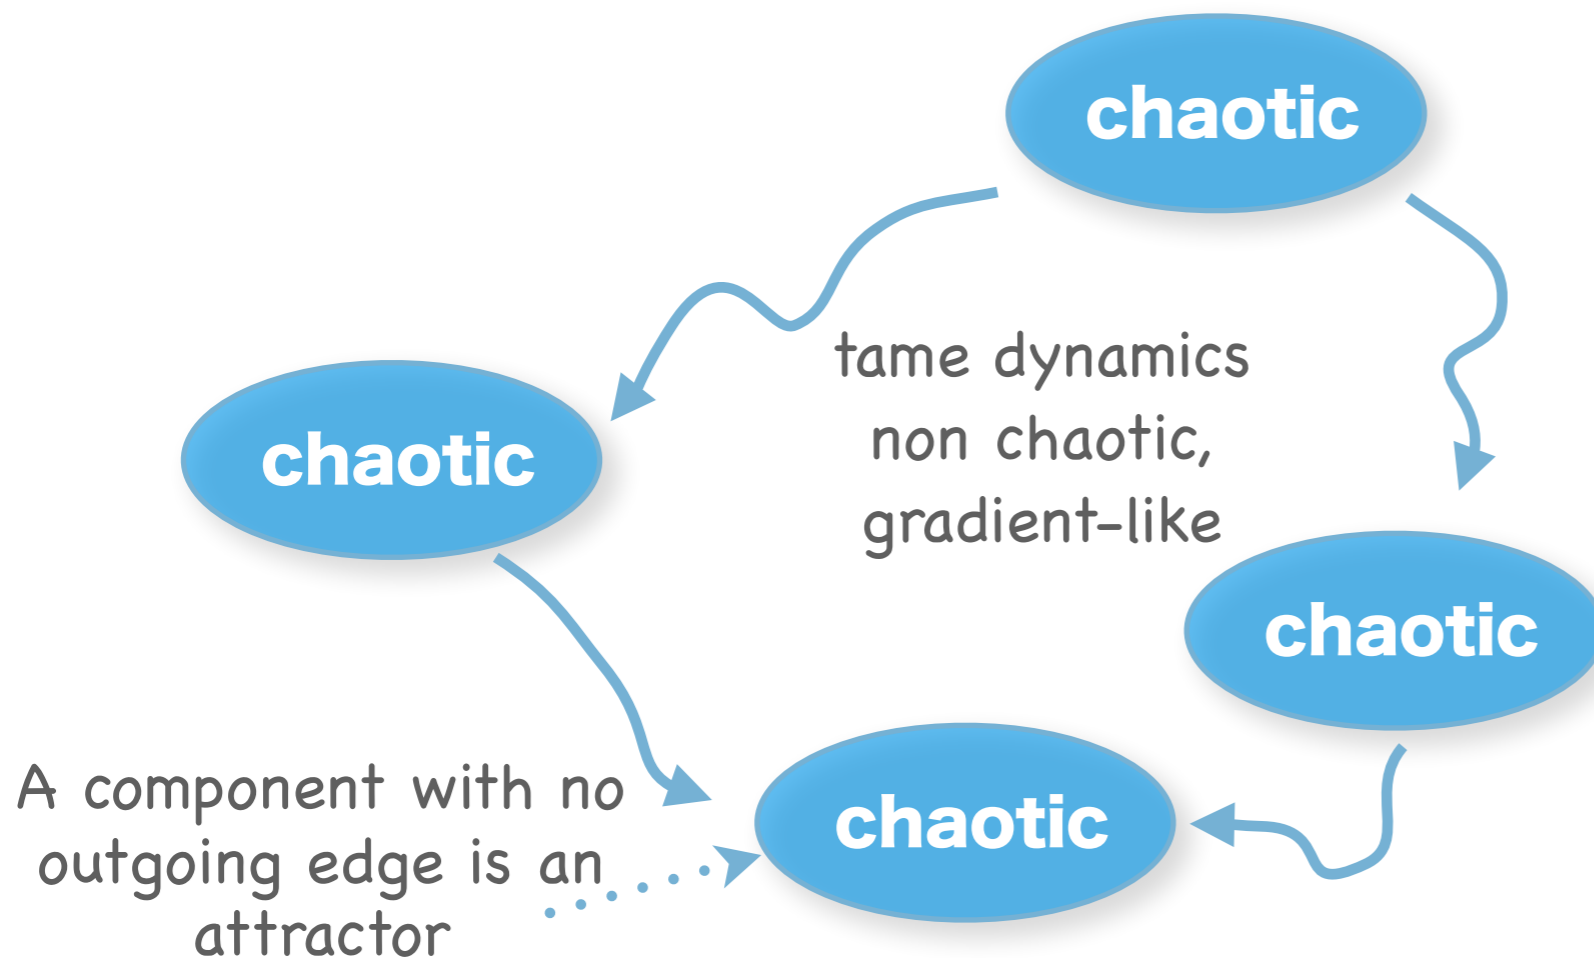 chaotic
tame dynamics
non chaotic,
gradient-like
chaotic
chaotic
A component with no
outgoing edge is an
attractor
chaotic